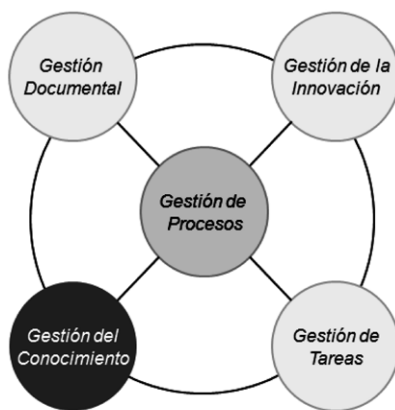 Gestión
Documental
Gestión de la
Innovación
Gestión de
Procesos
Gestión del
Conocimiento
Gestión de
Tareas